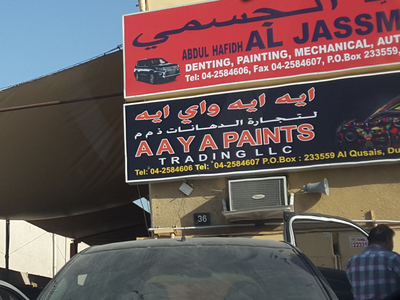 الجسمي
ABDUL HAFIDH AL JASSM
DENTING, PAINTING, MECHANICAL, AUT
Tel: 04-2584606, Fax 04-2584607, P.O.Box 233559,
ايه ايه واي ايه
لتجارة الدهانات ذ.م.م
AAYA PAINTS
TRADING LLC
Tel: 04-2584606 Tel: 04-2584607 P.O.Box : 233559 Al Qusais, Du
36